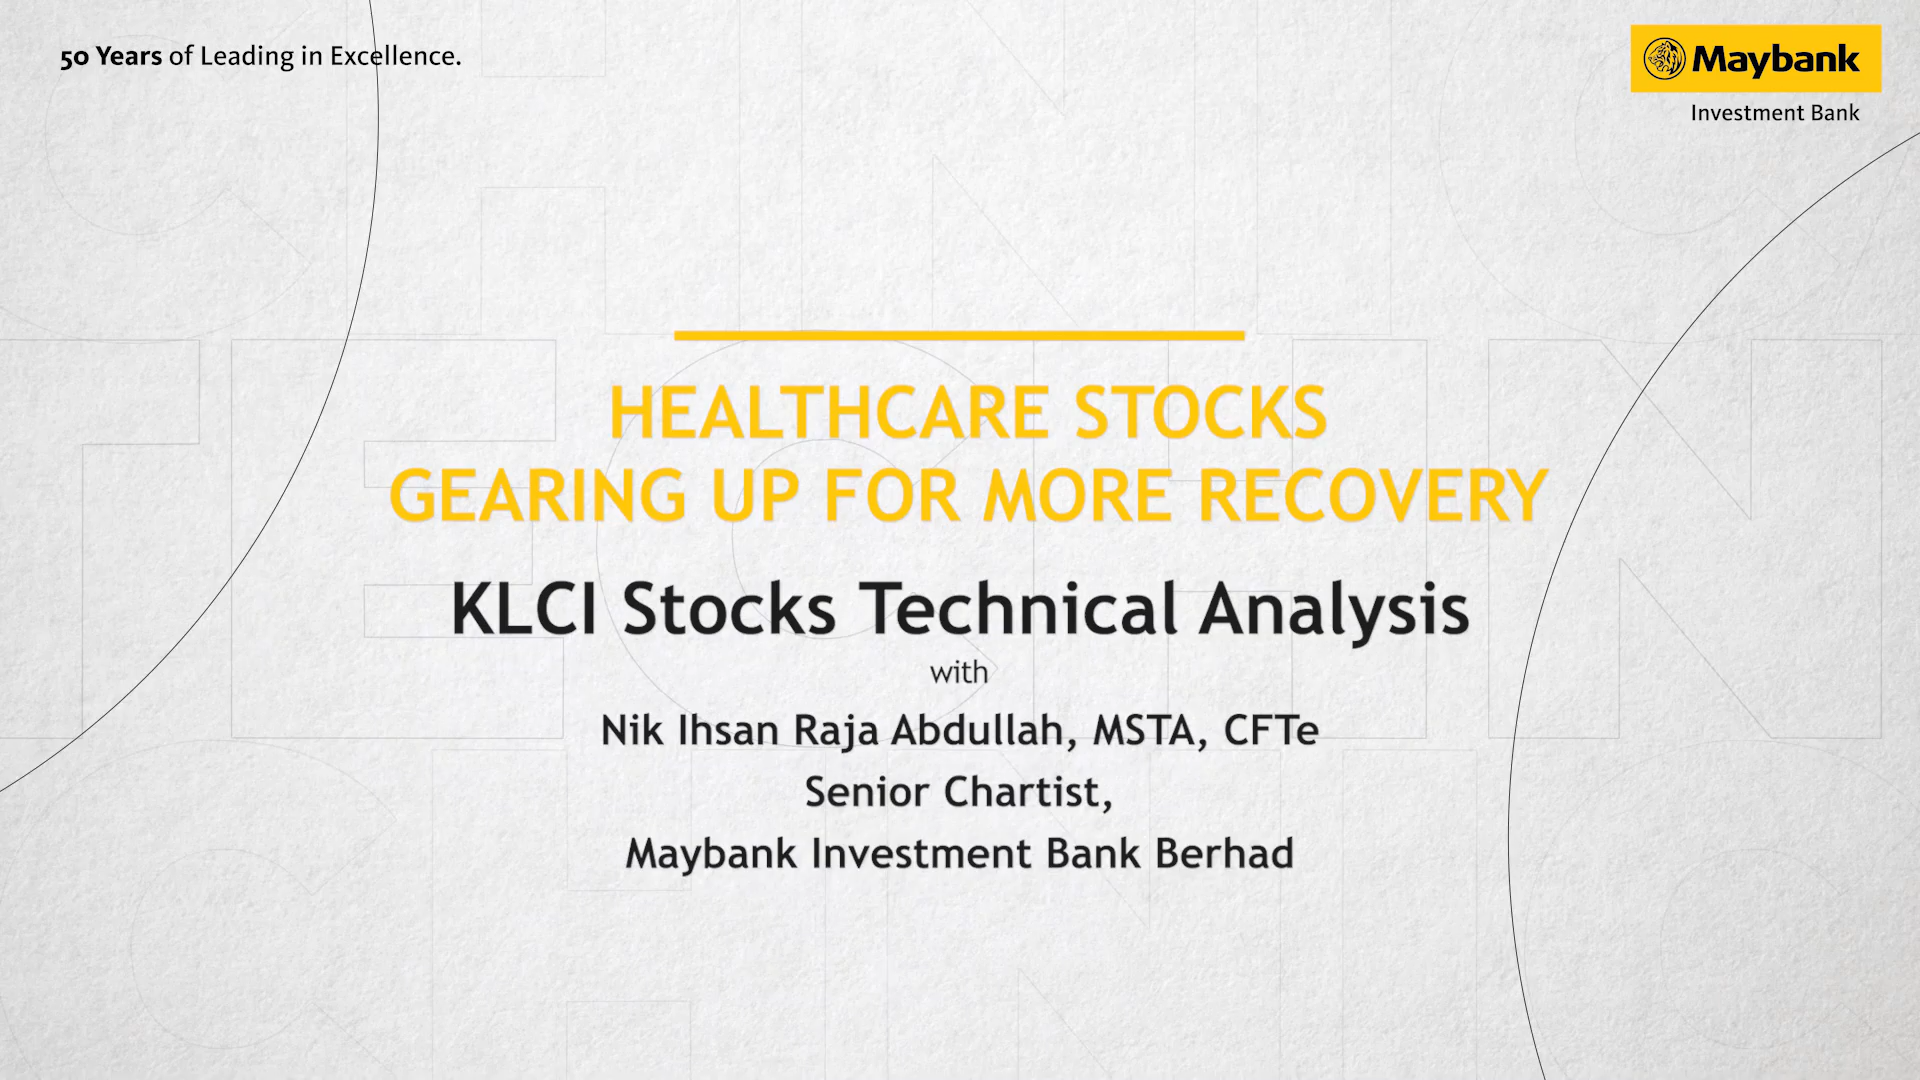 50 Years of Leading in Excellence.
Maybank
Investment Bank
HEALTHCARE STOCKS
GEARING UP FOR MORE RECOVERY
KLCI Stocks Technical Analysis
with
Nik Ihsan Raja Abdullah, MSTA, CFTe
Senior Chartist,
Maybank Investment Bank Berhad